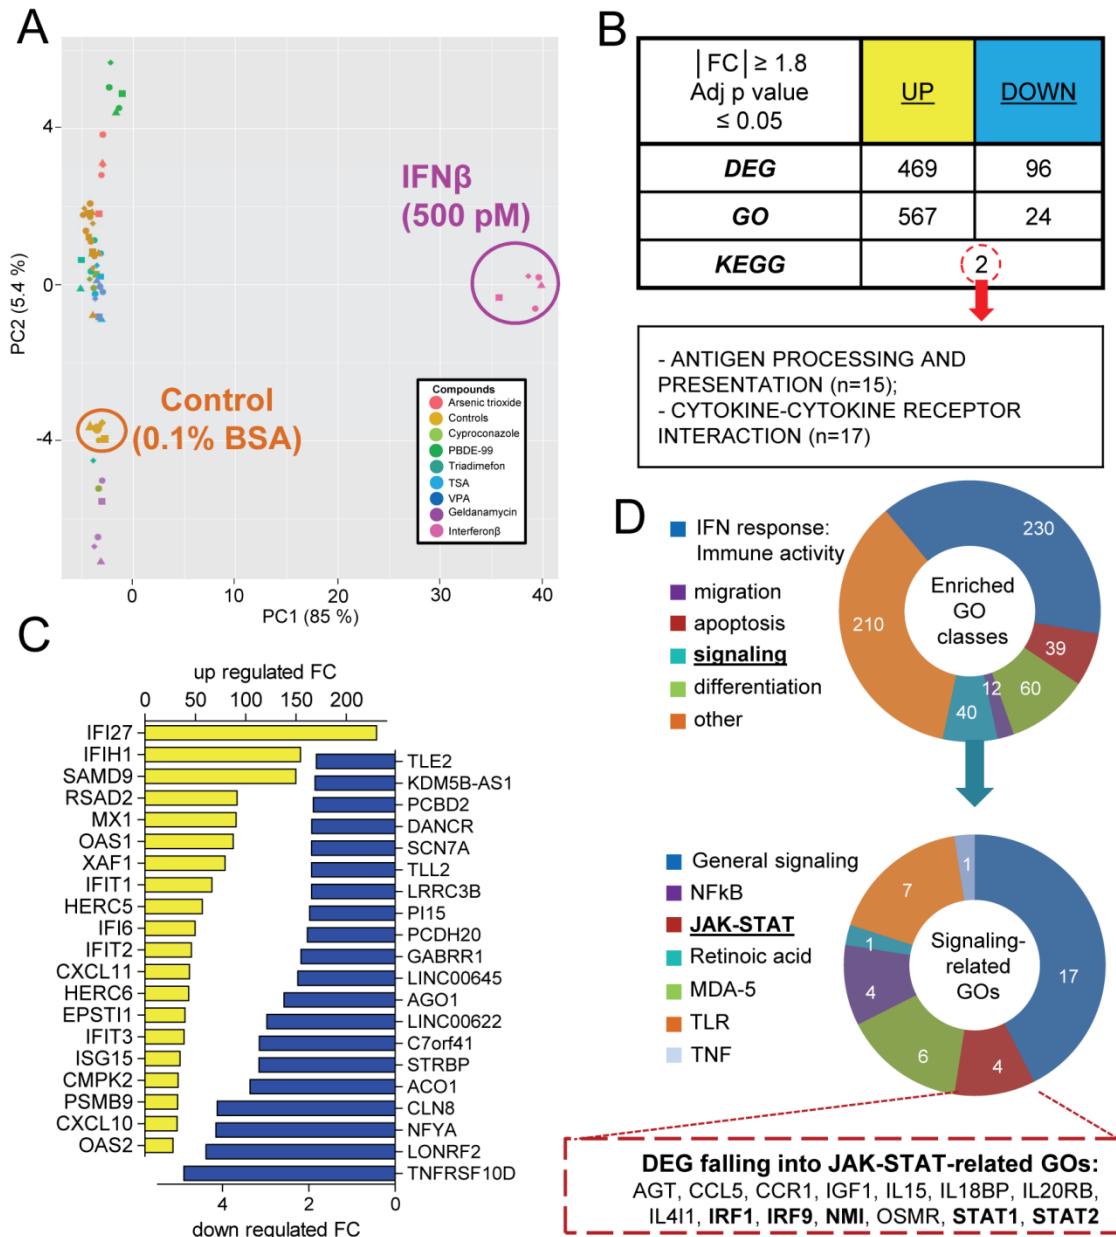 A
PC2 (5.4 %)
4
0
-4
IFNβ
(500 pM)
Control
(0.1% BSA)
Compounds
Arsenic trioxide
Controls
Cyproconazole
PBDE-99
Triadimefon
TSA
VPA
Geldanamycin
Interferonβ
0
10
20
30
40
PC1 (85 %)
B
|FC| ≥ 1.8
Adj p value
≤ 0.05
UP
DOWN
DEG
469
96
GO
567
24
KEGG
2
- ANTIGEN PROCESSING AND
PRESENTATION (n=15);
- CYTOKINE-CYTOKINE RECEPTOR
INTERACTION (n=17)
C
up regulated FC
0 50 100 150 200
IFI27
IFIH1
SAMD9
RSAD2
MX1
OAS1
XAF1
IFIT1
HERC5
IFI6
IFIT2
CXCL11
HERC6
EPSTI1
IFIT3
ISG15
CMPK2
PSMB9
CXCL10
OAS2
TLE2
KDM5B-AS1
PCBD2
DANCR
SCN7A
TLL2
LRRC3B
PI15
PCDH20
GABRR1
LINC00645
AGO1
LINC00622
C7orf41
STRBP
ACO1
CLN8
NFYA
LONRF2
TNFRSF10D
4 2 0
down regulated FC
D
IFN response:
Immune activity
migration
apoptosis
signaling
differentiation
other
Enriched
GO
classes
230
39
60
12
40
210
General signaling
NFkB
JAK-STAT
Retinoic acid
MDA-5
TLR
TNF
Signaling-
related
GOs
1
17
4
6
4
1
7
DEG falling into JAK-STAT-related GOs:
AGT, CCL5, CCR1, IGF1, IL15, IL18BP, IL20RB,
IL4I1, IRF1, IRF9, NMI, OSMR, STAT1, STAT2